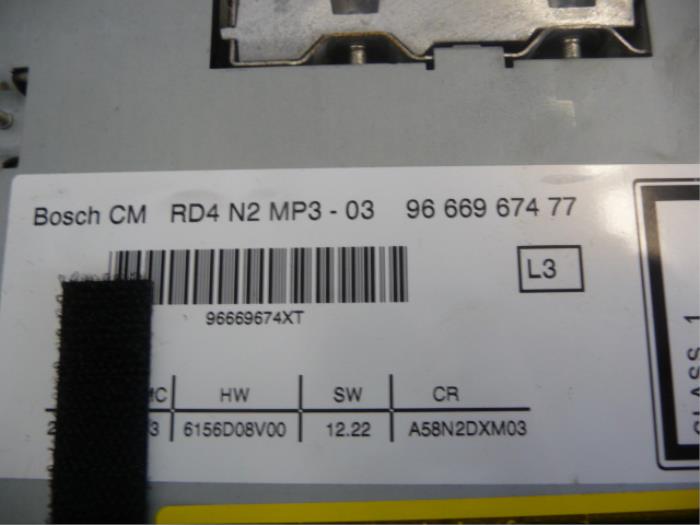 Bosch CM RD4 N2 MP3 - 03 96 669 674 77
L3
96669674XT
HW SW CR
6156D08V00 12.22 A58N2DXM03
CLASS 1